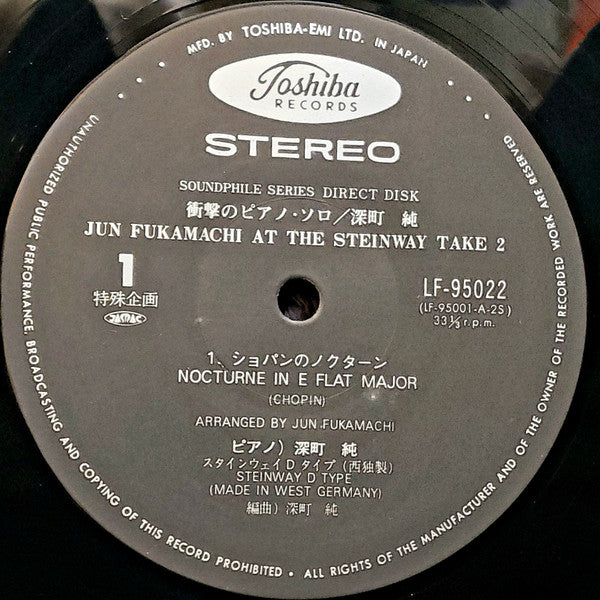 MFD. BY TOSHIBA-EMI LTD. IN JAPAN
Toshiba
RECORDS
STEREO
SOUNDPHILE SERIES DIRECT DISK
衝撃のピアノ・ソロ／深町 純
JUN FUKAMACHI AT THE STEINWAY TAKE 2
1
特殊企画
JASRAC
LF-95022
(LF-95001-A-2S)
33⅓ r.p.m.
1、ショパンのノクターン
NOCTURNE IN E FLAT MAJOR
(CHOPIN)
ARRANGED BY JUN FUKAMACHI
ピアノ）深町 純
スタインウェイ D タイプ（西独製）
STEINWAY D TYPE
(MADE IN WEST GERMANY)
編曲）深町 純
UNAUTHORIZED PUBLIC PERFORMANCE, BROADCASTING AND COPYING OF THIS RECORD PROHIBITED • ALL RIGHTS OF THE MANUFACTURER AND OF THE OWNER OF THE RECORDED WORK ARE RESERVED